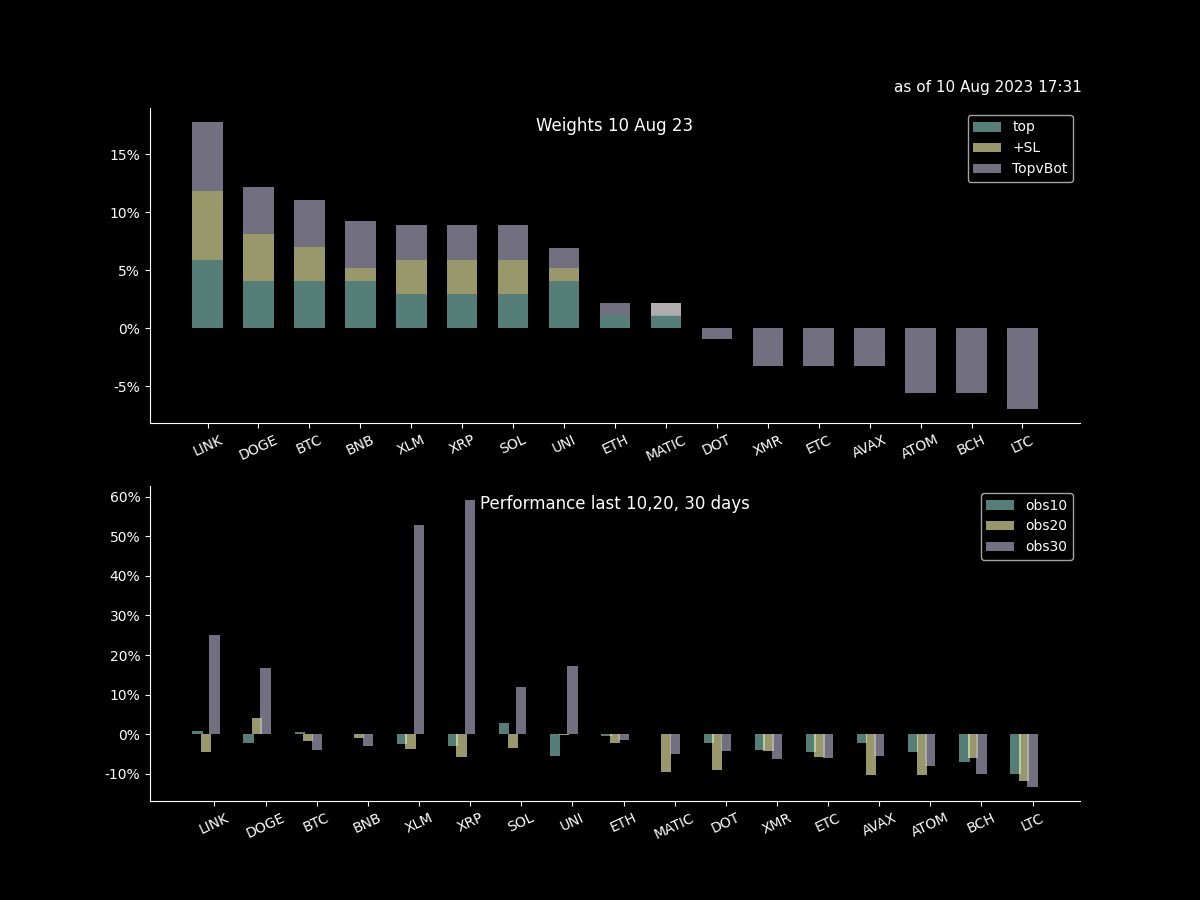 as of 10 Aug 2023 17:31
Weights 10 Aug 23
top
+SL
TopvBot
15%
10%
5%
0%
-5%
LINK DOGE BTC BNB XLM XRP SOL UNI ETH MATIC DOT XMR ETC AVAX ATOM BCH LTC
Performance last 10,20, 30 days
obs10
obs20
obs30
60%
50%
40%
30%
20%
10%
0%
-10%
LINK DOGE BTC BNB XLM XRP SOL UNI ETH MATIC DOT XMR ETC AVAX ATOM BCH LTC